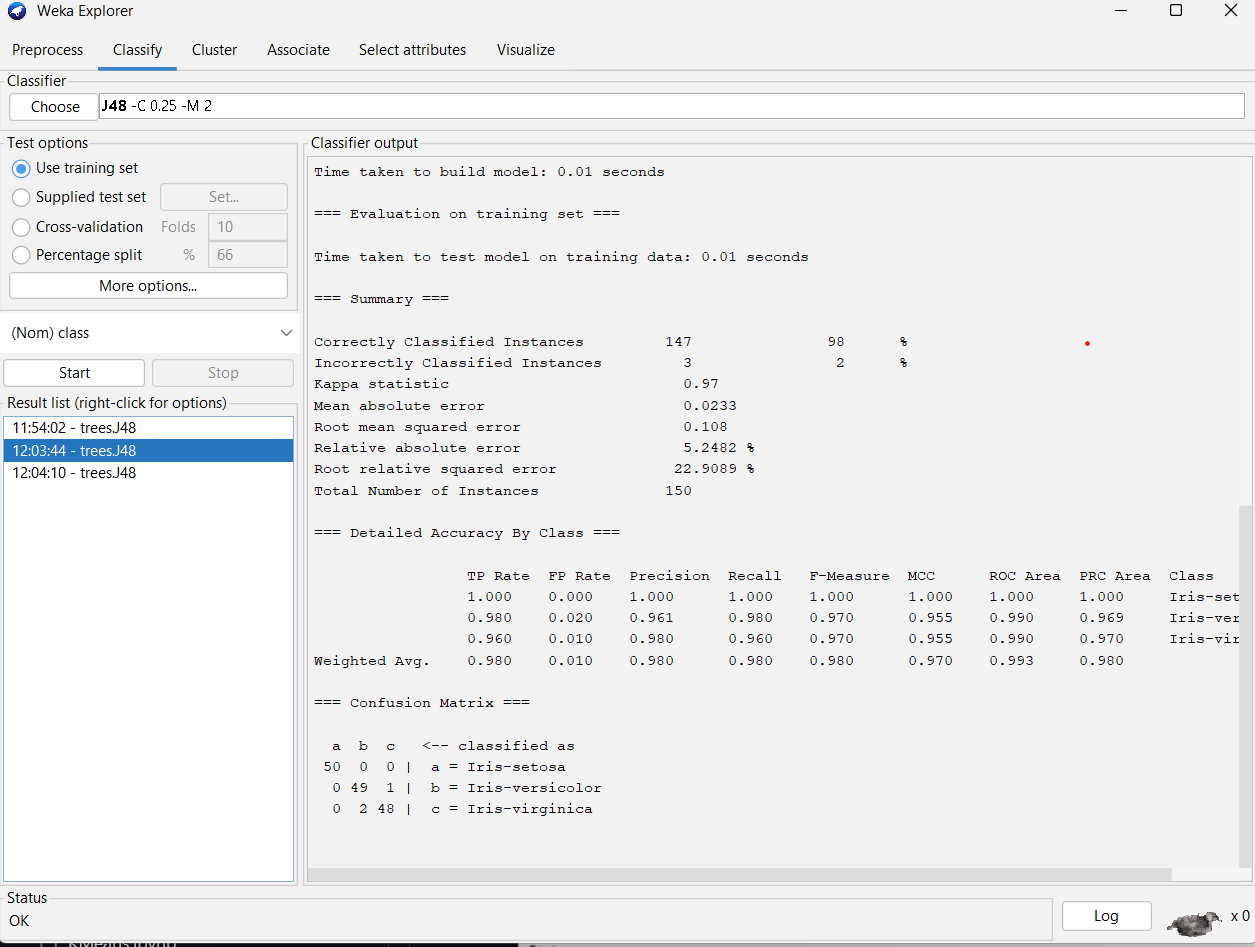 Weka Explorer
Preprocess Classify Cluster Associate Select attributes Visualize
Classifier
Choose J48 -C 0.25 -M 2
Test options
Use training set
Supplied test set Set...
Cross-validation Folds 10
Percentage split % 66
More options...
(Nom) class
Start Stop
Result list (right-click for options)
11:54:02 - trees.J48
12:03:44 - trees.J48
12:04:10 - trees.J48
Classifier output
Time taken to build model: 0.01 seconds
=== Evaluation on training set ===
Time taken to test model on training data: 0.01 seconds
=== Summary ===
Correctly Classified Instances 147 98 %
Incorrectly Classified Instances 3 2 %
Kappa statistic 0.97
Mean absolute error 0.0233
Root mean squared error 0.108
Relative absolute error 5.2482 %
Root relative squared error 22.9089 %
Total Number of Instances 150
=== Detailed Accuracy By Class ===
TP Rate FP Rate Precision Recall F-Measure MCC ROC Area PRC Area Class
1.000 0.000 1.000 1.000 1.000 1.000 1.000 1.000 Iris-set
0.980 0.020 0.961 0.980 0.970 0.955 0.990 0.969 Iris-ver
0.960 0.010 0.980 0.960 0.970 0.955 0.990 0.970 Iris-vir
Weighted Avg. 0.980 0.010 0.980 0.980 0.980 0.970 0.993 0.980
=== Confusion Matrix ===
a b c <-- classified as
50 0 0 | a = Iris-setosa
0 49 1 | b = Iris-versicolor
0 2 48 | c = Iris-virginica
Status
OK
Log x 0